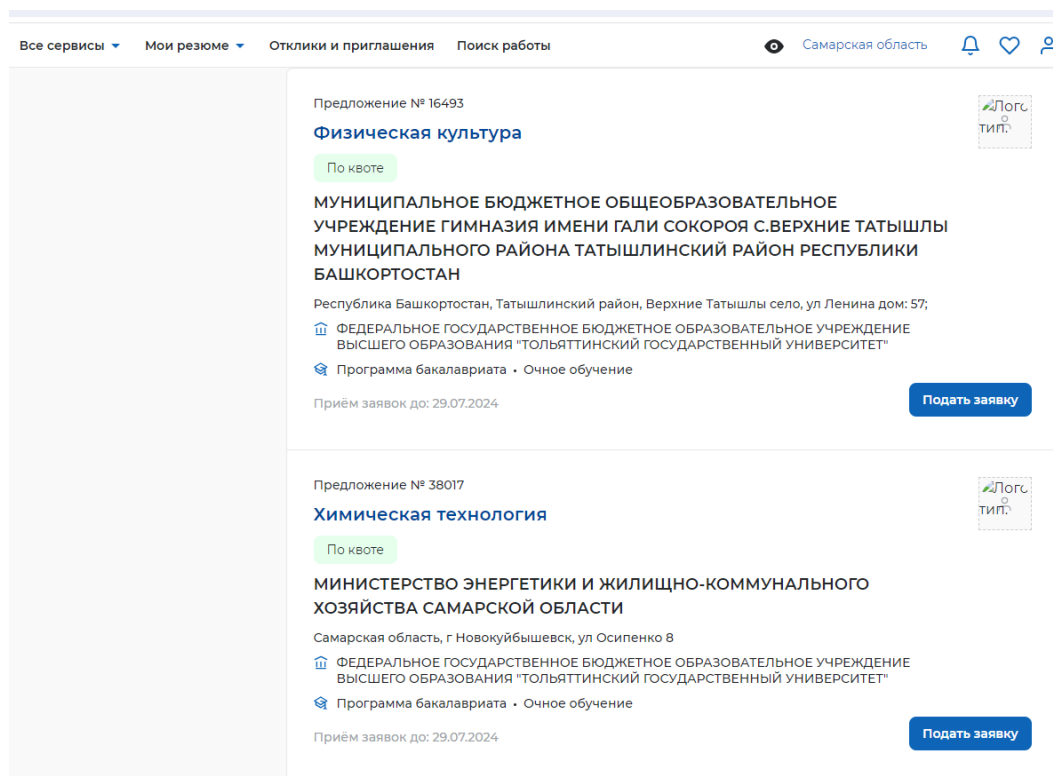 Все сервисы Мои резюме Отклики и приглашения Поиск работы Самарская область
Предложение № 16493
Физическая культура
По квоте
МУНИЦИПАЛЬНОЕ БЮДЖЕТНОЕ ОБЩЕОБРАЗОВАТЕЛЬНОЕ
УЧРЕЖДЕНИЕ ГИМНАЗИЯ ИМЕНИ ГАЛИ СОКОРОЯ С.ВЕРХНИЕ ТАТЫШЛЫ
МУНИЦИПАЛЬНОГО РАЙОНА ТАТЫШЛИНСКИЙ РАЙОН РЕСПУБЛИКИ
БАШКОРТОСТАН
Республика Башкортостан, Татышлинский район, Верхние Татышлы село, ул Ленина дом: 57;
ФЕДЕРАЛЬНОЕ ГОСУДАРСТВЕННОЕ БЮДЖЕТНОЕ ОБРАЗОВАТЕЛЬНОЕ УЧРЕЖДЕНИЕ
ВЫСШЕГО ОБРАЗОВАНИЯ "ТОЛЬЯТТИНСКИЙ ГОСУДАРСТВЕННЫЙ УНИВЕРСИТЕТ"
Программа бакалавриата • Очное обучение
Приём заявок до: 29.07.2024
Подать заявку
Лого
тип.
Предложение № 38017
Химическая технология
По квоте
МИНИСТЕРСТВО ЭНЕРГЕТИКИ И ЖИЛИЩНО-КОММУНАЛЬНОГО
ХОЗЯЙСТВА САМАРСКОЙ ОБЛАСТИ
Самарская область, г Новокуйбышевск, ул Осипенко 8
ФЕДЕРАЛЬНОЕ ГОСУДАРСТВЕННОЕ БЮДЖЕТНОЕ ОБРАЗОВАТЕЛЬНОЕ УЧРЕЖДЕНИЕ
ВЫСШЕГО ОБРАЗОВАНИЯ "ТОЛЬЯТТИНСКИЙ ГОСУДАРСТВЕННЫЙ УНИВЕРСИТЕТ"
Программа бакалавриата • Очное обучение
Приём заявок до: 29.07.2024
Подать заявку
Лого
тип.